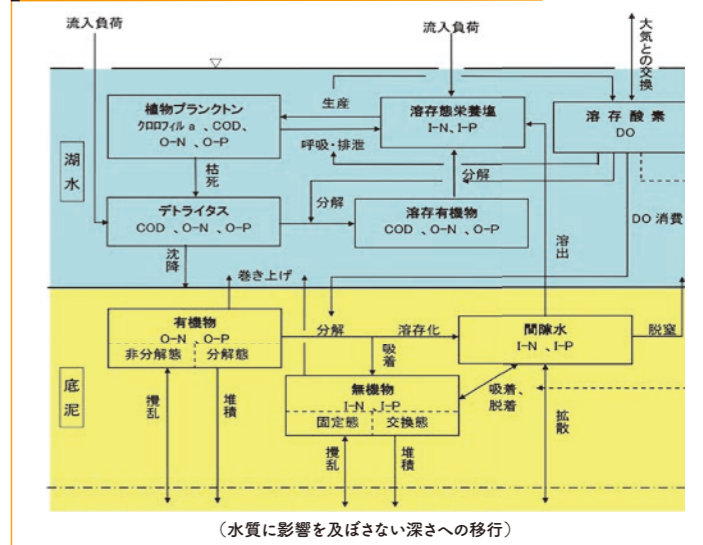 流入負荷
流入負荷
大気との交換
植物プランクトン
クロロフィルa 、COD、
O-N 、O-P
生産
呼吸・排泄
溶存態栄養塩
I-N、I-P
溶 存 酸 素
DO
湖水
枯死
分解
デトライタス
COD 、O-N 、O-P
分解
溶存有機物
COD 、O-N 、O-P
DO 消費
沈降
巻き上げ
溶出
有機物
O-N 、O-P
非分解態
分解態
分解
溶存化
間隙水
I-N 、I-P
脱窒
吸着
底泥
無機物
I-N 、I-P
固定態
交換態
吸着、
脱着
攪乱
堆積
攪乱
堆積
拡散
（水質に影響を及ぼさない深さへの移行）